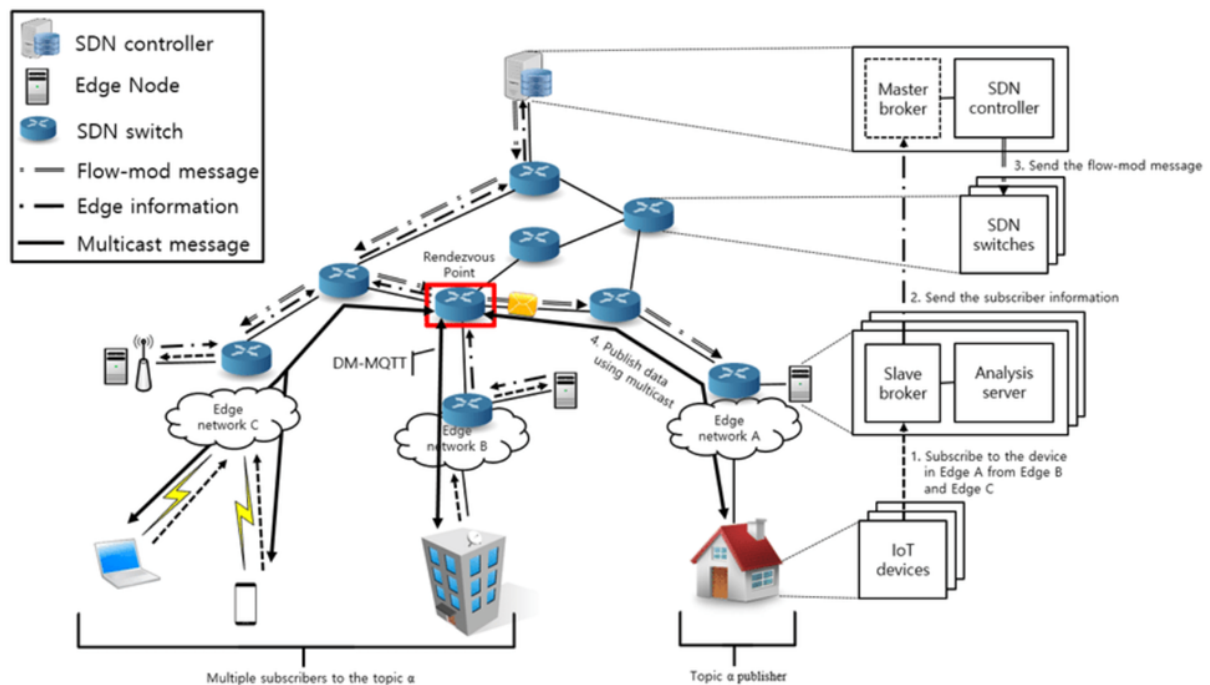 SDN controller
Edge Node
SDN switch
Flow-mod message
Edge information
Multicast message
Master
broker
SDN
controller
3. Send the flow-mod message
SDN
switches
Rendezvous
Point
2. Send the subscriber information
DM-MQTT
4. Publish data
using multicast
Slave
broker
Analysis
server
Edge
network C
Edge
network B
Edge
network A
1. Subscribe to the device
in Edge A from Edge B
and Edge C
IoT
devices
Multiple subscribers to the topic α
Topic α publisher